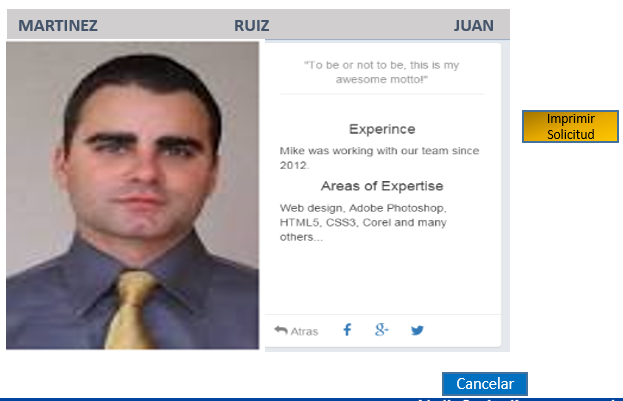 MARTINEZ RUIZ JUAN
"To be or not to be, this is my
awesome motto!"
Experince
Mike was working with our team since
2012.
Areas of Expertise
Web design, Adobe Photoshop,
HTML5, CSS3, Corel and many
others...
Atras
Imprimir
Solicitud
Cancelar